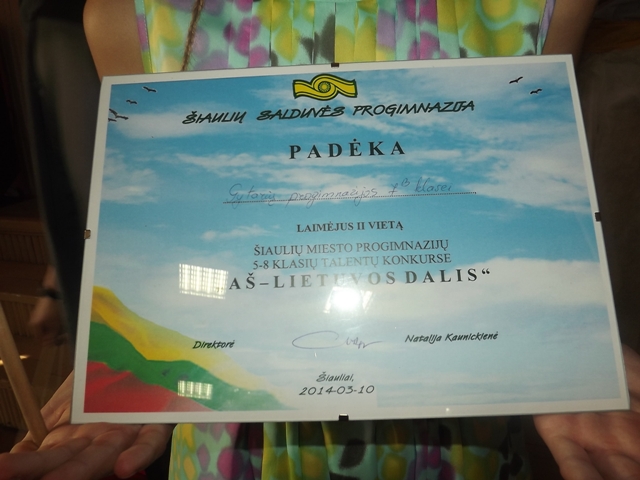 ŠIAULIŲ SALDUVĖS PROGIMNAZIJA
PADĖKA
Gytarių progimnazijos 7B klasei
LAIMĖJUS II VIETĄ
ŠIAULIŲ MIESTO PROGIMNAZIJŲ
5-8 KLASIŲ TALENTŲ KONKURSE
AŠ–LIETUVOS DALIS“
Direktorė Natalija Kaunickienė
Šiauliai,
2014-03-10